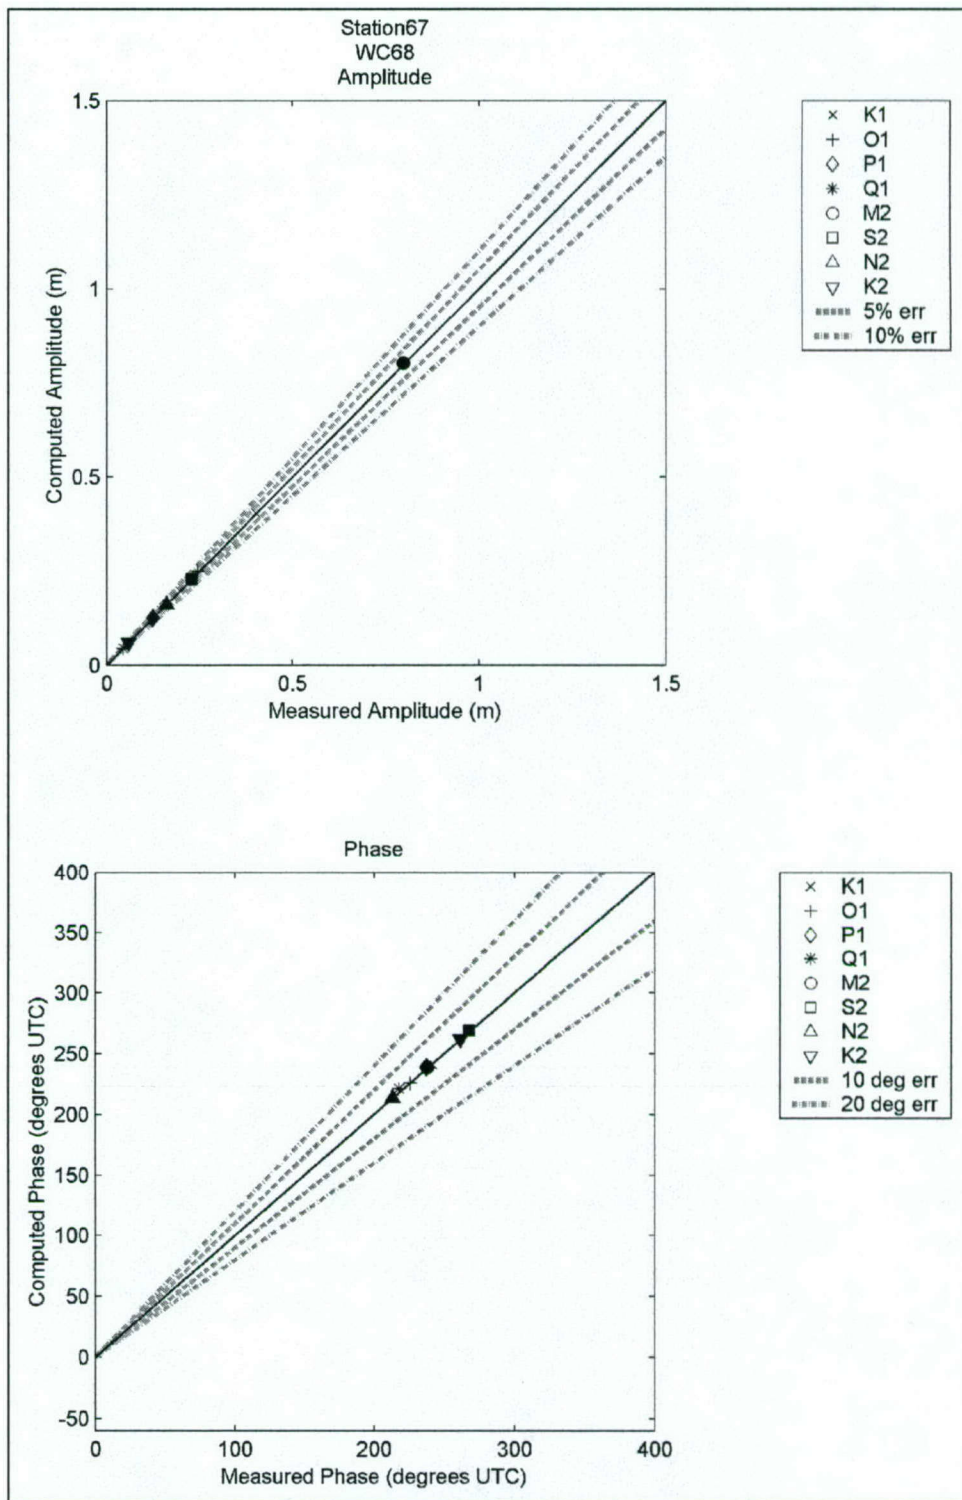 Station67
WC68
Amplitude
1.5
1
0.5
0
Computed Amplitude (m)
0
0.5
1
1.5
Measured Amplitude (m)
K1
O1
P1
Q1
M2
S2
N2
K2
5% err
10% err
Phase
400
350
300
250
200
150
100
50
0
-50
Computed Phase (degrees UTC)
0
100
200
300
400
Measured Phase (degrees UTC)
K1
O1
P1
Q1
M2
S2
N2
K2
10 deg err
20 deg err